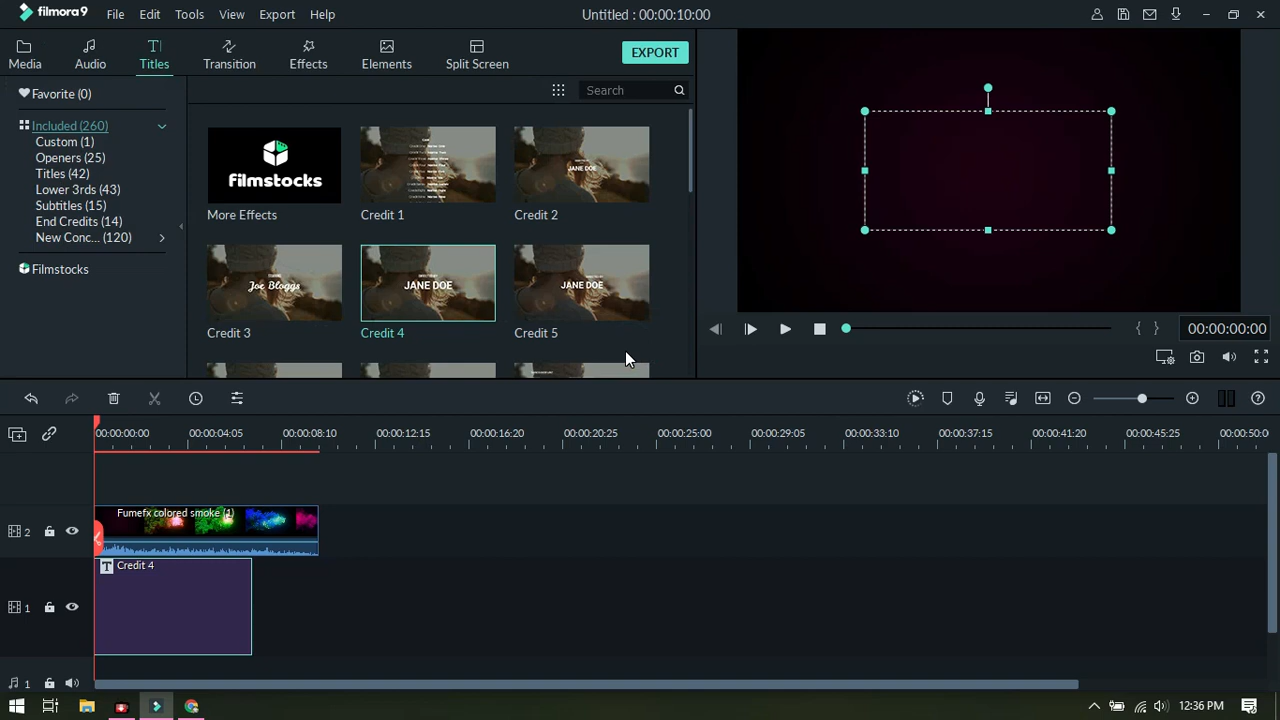 filmora9
File Edit Tools View Export Help
Untitled : 00:00:10:00
Media Audio Titles Transition Effects Elements Split Screen
EXPORT
Favorite (0)
Search
Included (260)
Custom (1)
Openers (25)
Titles (42)
Lower 3rds (43)
Subtitles (15)
End Credits (14)
New Conc... (120)
Filmstocks
filmstocks
JANE DOE
More Effects Credit 1 Credit 2
Joe Bloggs
JANE DOE
JANE DOE
Credit 3 Credit 4 Credit 5
00:00:00:00
00:00:00:00 00:00:04:05 00:00:08:10 00:00:12:15 00:00:16:20 00:00:20:25 00:00:25:00 00:00:29:05 00:00:33:10 00:00:37:15 00:00:41:20 00:00:45:25 00:00:50:0
Fumefx colored smoke (1)
2
T Credit 4
1
1
12:36 PM